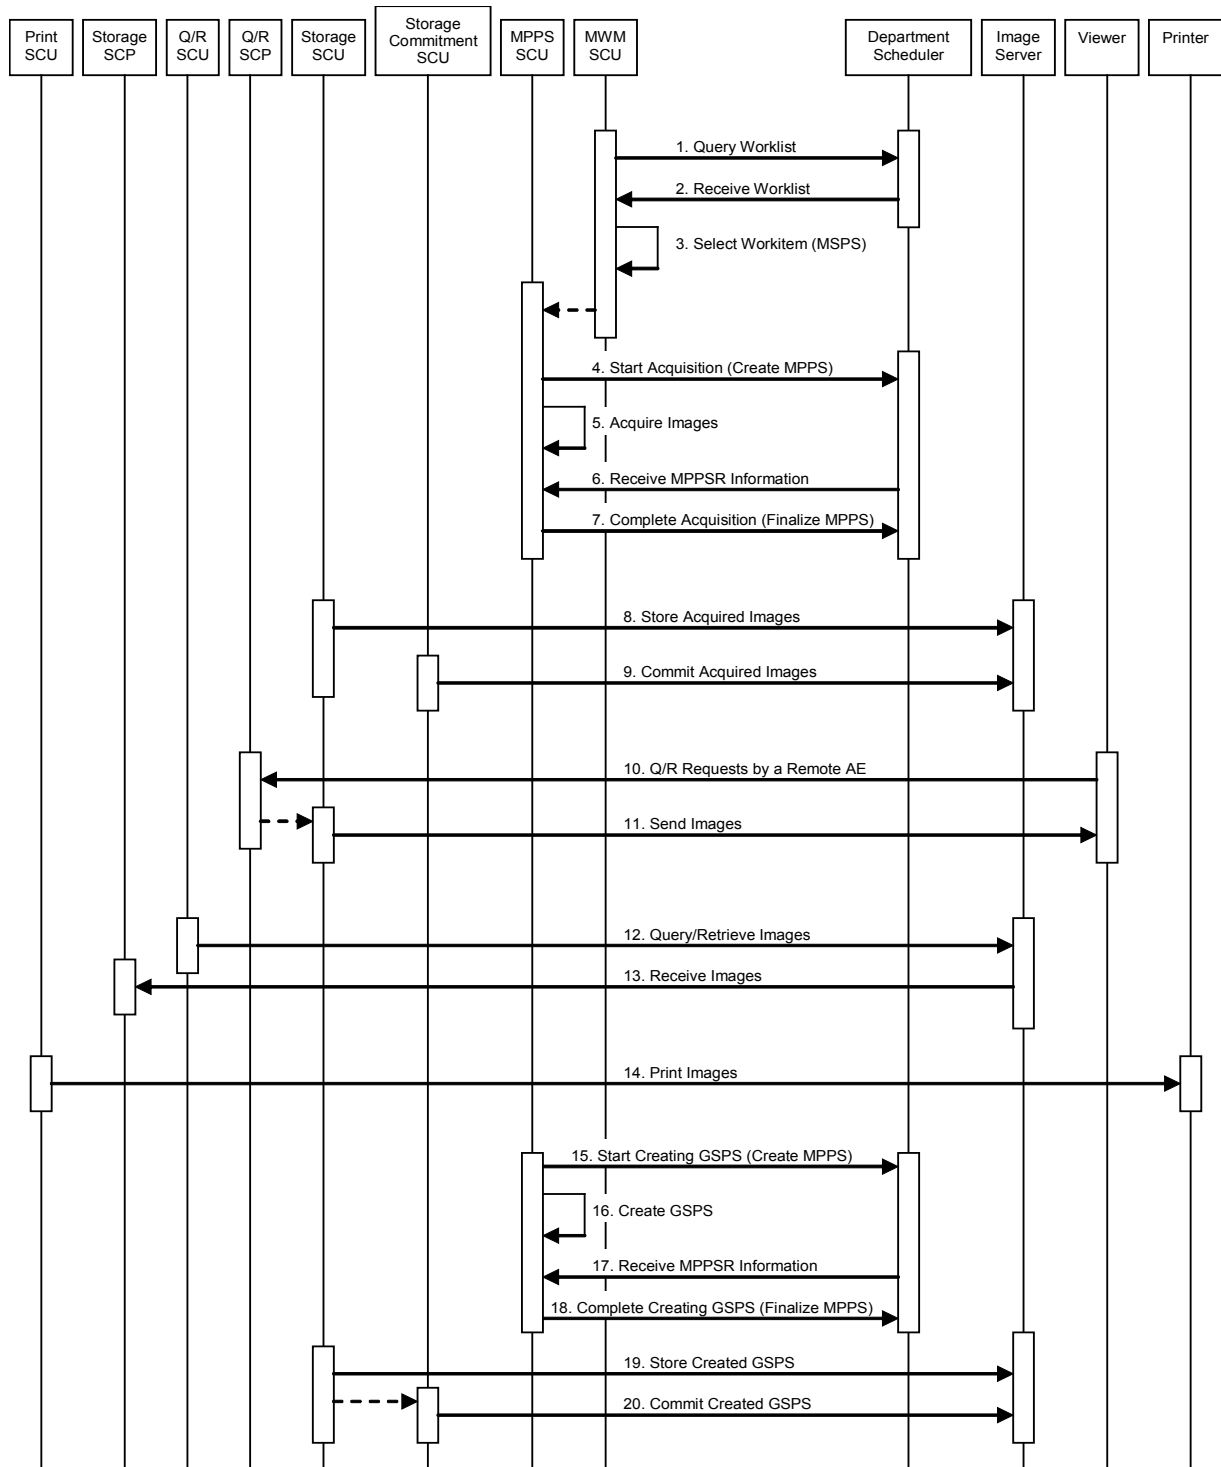 Print
SCU
Storage
SCP
Q/R
SCU
Q/R
SCP
Storage
SCU
Storage
Commitment
SCU
MPPS
SCU
MWM
SCU
Department
Scheduler
Image
Server
Viewer
Printer
1. Query Worklist
2. Receive Worklist
3. Select Workitem (MSPS)
4. Start Acquisition (Create MPPS)
5. Acquire Images
6. Receive MPPSR Information
7. Complete Acquisition (Finalize MPPS)
8. Store Acquired Images
9. Commit Acquired Images
10. Q/R Requests by a Remote AE
11. Send Images
12. Query/Retrieve Images
13. Receive Images
14. Print Images
15. Start Creating GSPS (Create MPPS)
16. Create GSPS
17. Receive MPPSR Information
18. Complete Creating GSPS (Finalize MPPS)
19. Store Created GSPS
20. Commit Created GSPS